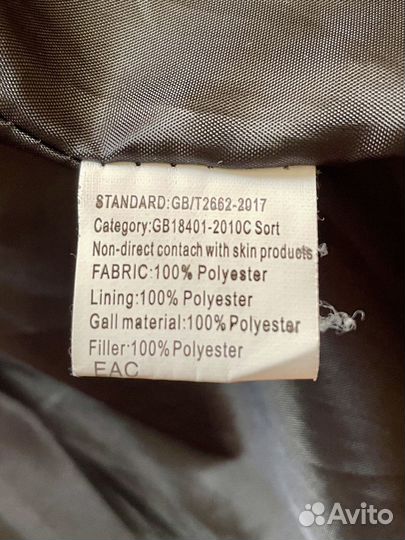 STANDARD:GB/T2662-2017
Category:GB18401-2010C Sort
Non-direct contach with skin products
FABRIC:100% Polyester
Lining:100% Polyester
Gall material:100% Polyester
Filler:100% Polyester
EAC
Avito